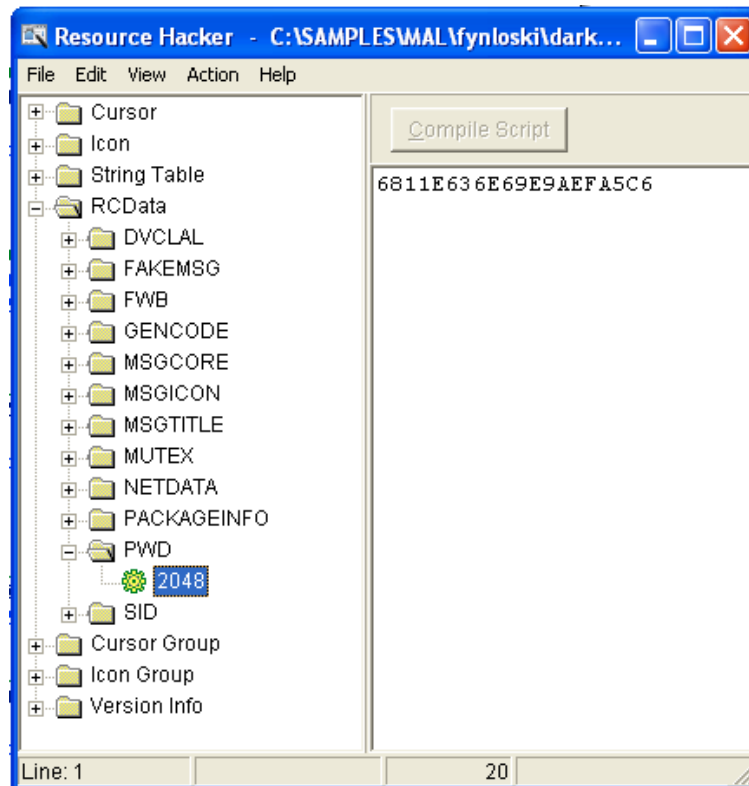 Resource Hacker - C:\SAMPLES\MAL\fynloski\dark...
File Edit View Action Help
Cursor
Icon
String Table
RCData
DVCLAL
FAKEMSG
FWB
GENCODE
MSGCORE
MSGICON
MSGTITLE
MUTEX
NETDATA
PACKAGEINFO
PWD
2048
SID
Cursor Group
Icon Group
Version Info
Compile Script
6811E636E69E9AEFA5C6
Line: 1 20